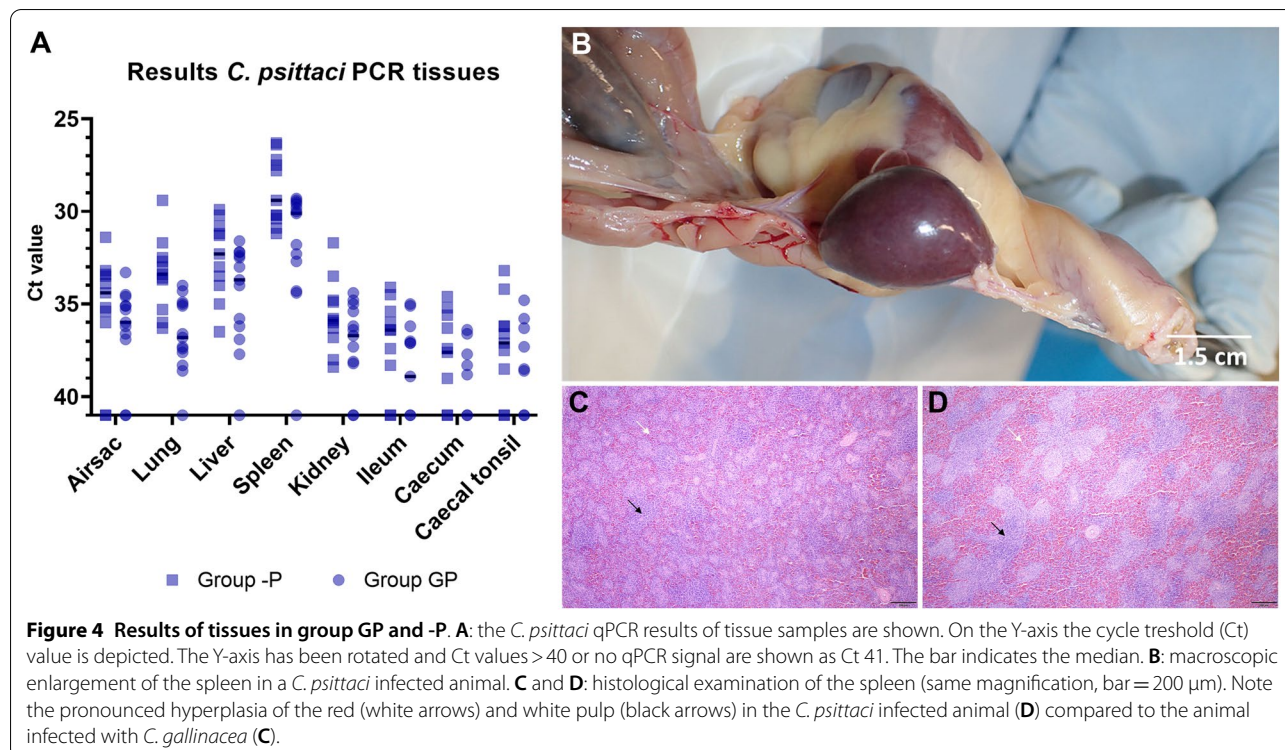 A
Results C. psittaci PCR tissues
Ct value
25
30
35
40
Airsac
Lung
Liver
Spleen
Kidney
Ileum
Caecum
Caecal tonsil
Group -P
Group GP
B
1.5 cm
C
D
Figure 4 Results of tissues in group GP and -P. A: the C. psittaci qPCR results of tissue samples are shown. On the Y-axis the cycle treshold (Ct)
value is depicted. The Y-axis has been rotated and Ct values > 40 or no qPCR signal are shown as Ct 41. The bar indicates the median. B: macroscopic
enlargement of the spleen in a C. psittaci infected animal. C and D: histological examination of the spleen (same magnification, bar = 200 µm). Note
the pronounced hyperplasia of the red (white arrows) and white pulp (black arrows) in the C. psittaci infected animal (D) compared to the animal
infected with C. gallinacea (C).